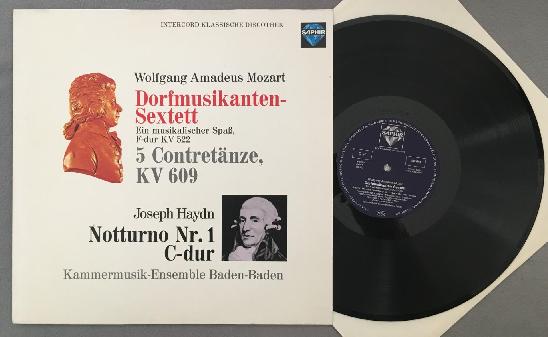 INTERCORD KLASSISCHE DISCOTHEK
SAPHIR
Wolfgang Amadeus Mozart
Dorfmusikanten-
Sextett
Ein musikalischer Spaß,
F-dur KV 522
5 Contretänze,
KV 609
Joseph Haydn
Notturno Nr. 1
C-dur
Kammermusik-Ensemble Baden-Baden
SAPHIR